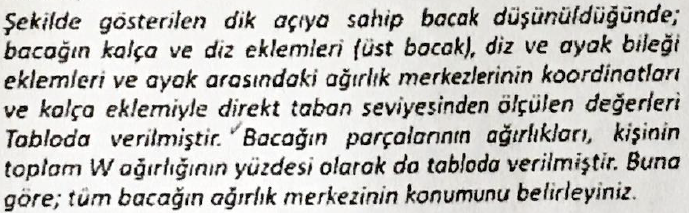 Şekilde gösterilen dik açıya sahip bacak düşünüldüğünde;
bacağın kalça ve diz eklemleri (üst bacak), diz ve ayak bileği
eklemleri ve ayak arasındaki ağırlık merkezlerinin koordinatları
ve kalça eklemiyle direkt taban seviyesinden ölçülen değerleri
Tabloda verilmiştir. Bacağın parçalarının ağırlıkları, kişinin
toplam W ağırlığının yüzdesi olarak da tabloda verilmiştir. Buna
göre; tüm bacağın ağırlık merkezinin konumunu belirleyiniz.